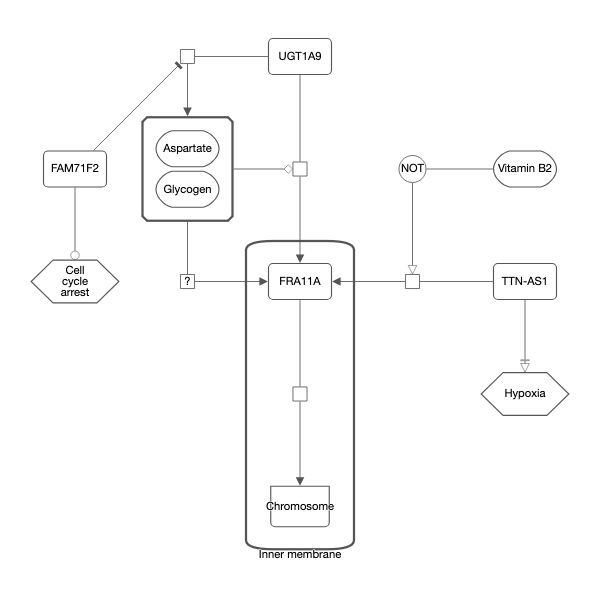 UGT1A9
Aspartate
FAM71F2
Glycogen
NOT
Vitamin B2
Cell
cycle
arrest
?
FRA11A
TTN-AS1
Hypoxia
Chromosome
Inner membrane